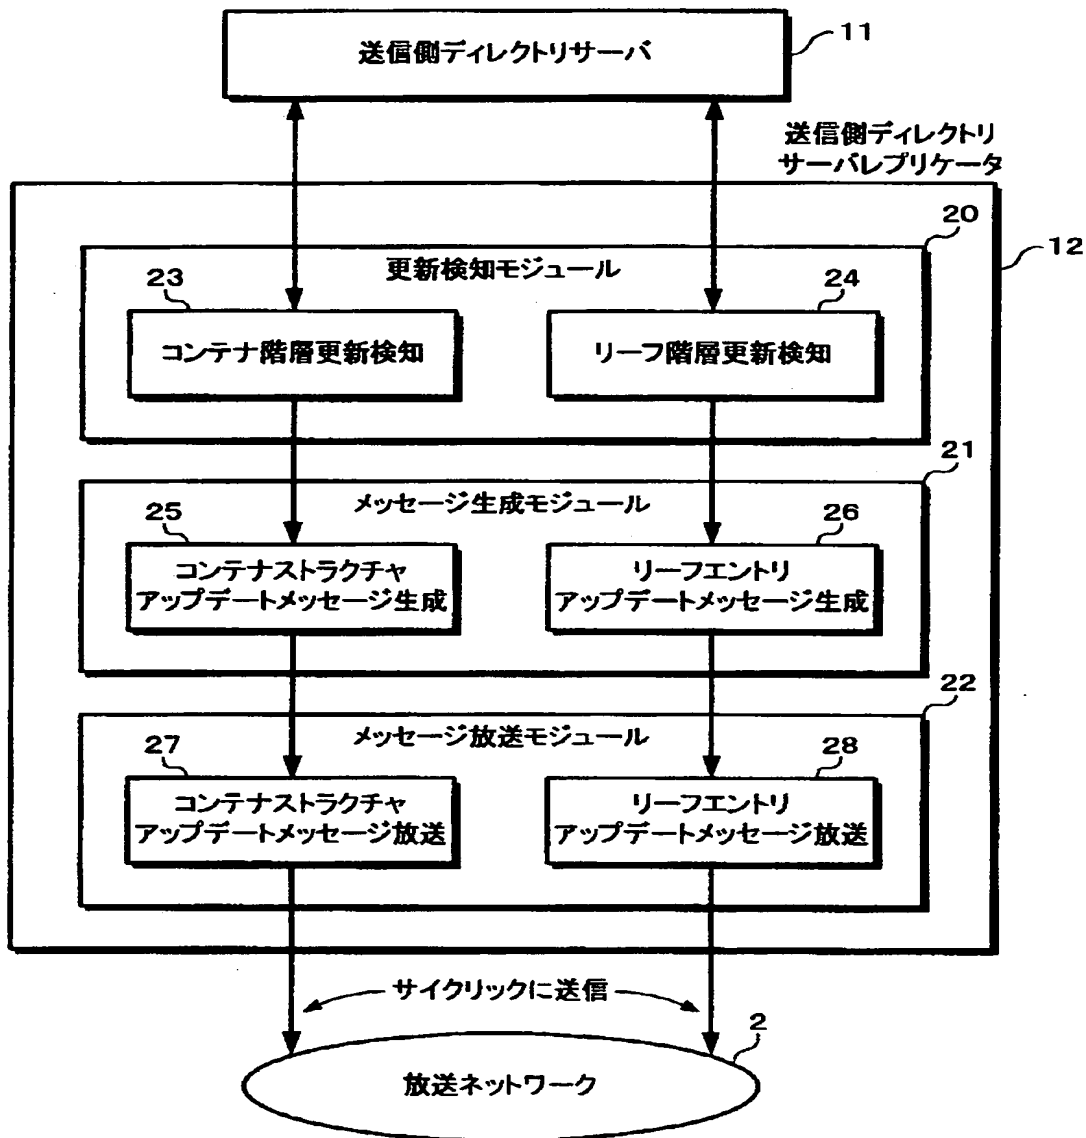 送信側ディレクトリサーバ
11
送信側ディレクトリ
サーバレプリケータ
12
20
更新検知モジュール
23
コンテナ階層更新検知
24
リーフ階層更新検知
21
メッセージ生成モジュール
25
コンテナストラクチャ
アップデートメッセージ生成
26
リーフエントリ
アップデートメッセージ生成
22
メッセージ放送モジュール
27
コンテナストラクチャ
アップデートメッセージ放送
28
リーフエントリ
アップデートメッセージ放送
サイクリックに送信
2
放送ネットワーク